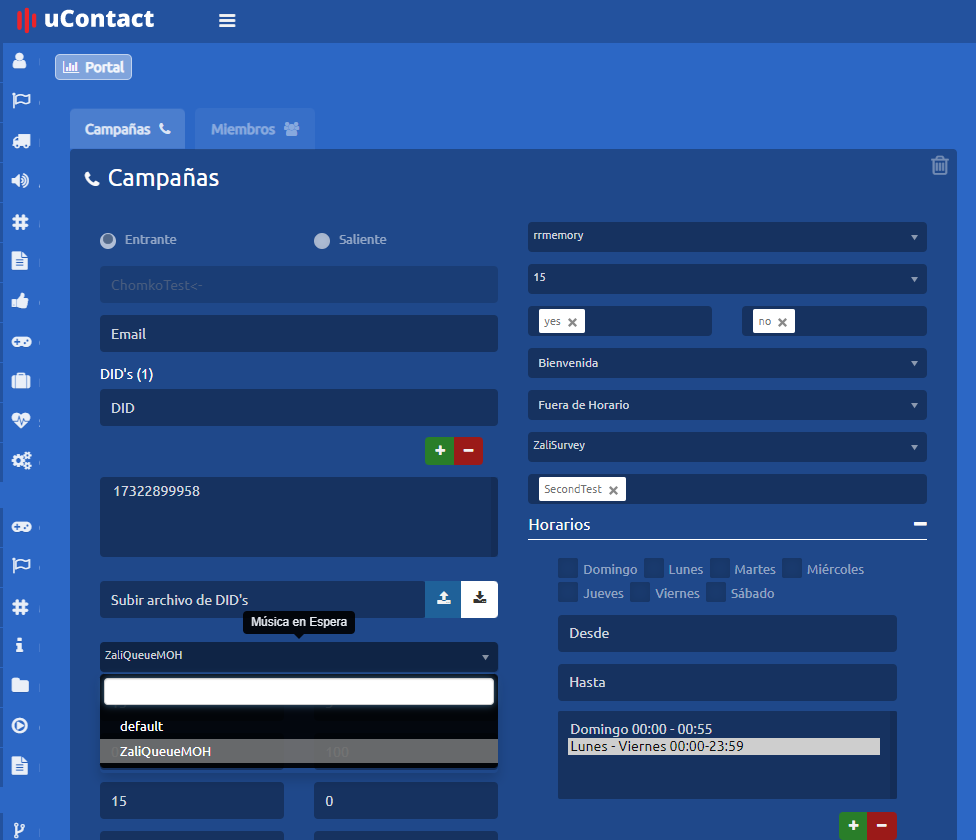 uContact
Portal
Campañas
Miembros
Campañas
Entrante
Saliente
ChomkoTest<-
Email
DID's (1)
DID
17322899958
Subir archivo de DID's
Música en Espera
ZaliQueueMOH
default
ZaliQueueMOH
100
15
0
rrmemory
15
yes
no
Bienvenida
Fuera de Horario
ZaliSurvey
SecondTest
Horarios
Domingo Lunes Martes Miércoles
Jueves Viernes Sábado
Desde
Hasta
Domingo 00:00 - 00:55
Lunes - Viernes 00:00-23:59